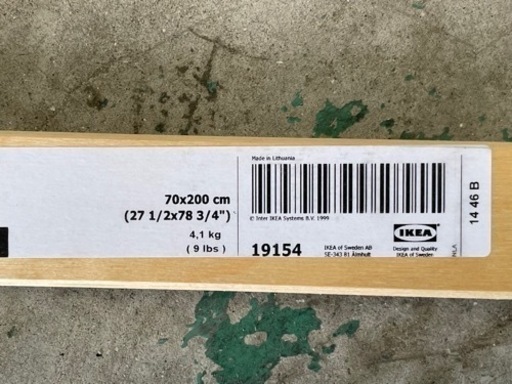 70x200 cm
(27 1/2x78 3/4")
4,1 kg
( 9 lbs )
Made in Lithuania
© Inter IKEA Systems B.V. 1999
19154
IKEA of Sweden AB
SE-343 81 Älmhult
IKEA
Design and Quality
IKEA of Sweden
14 46 B